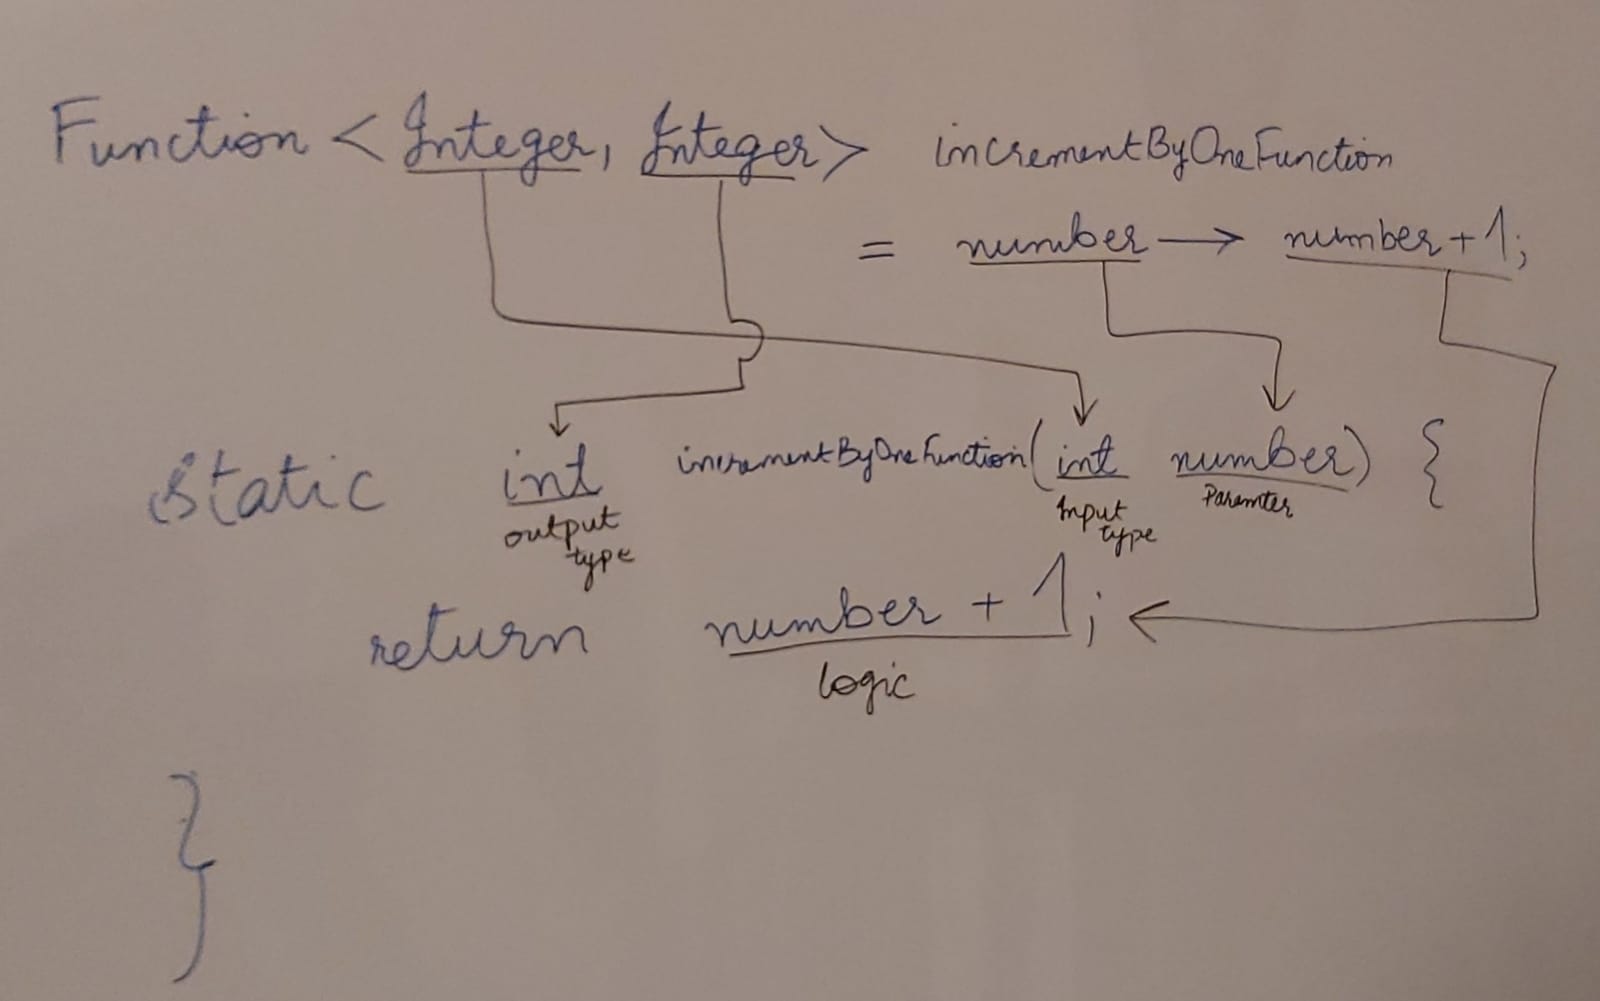 Function <Integer, Integer> incrementByOneFunction
= number → number + 1;
static int incrementByOneFunction(int number) {
output type
Input type
Paramter
return number + 1;
logic
}